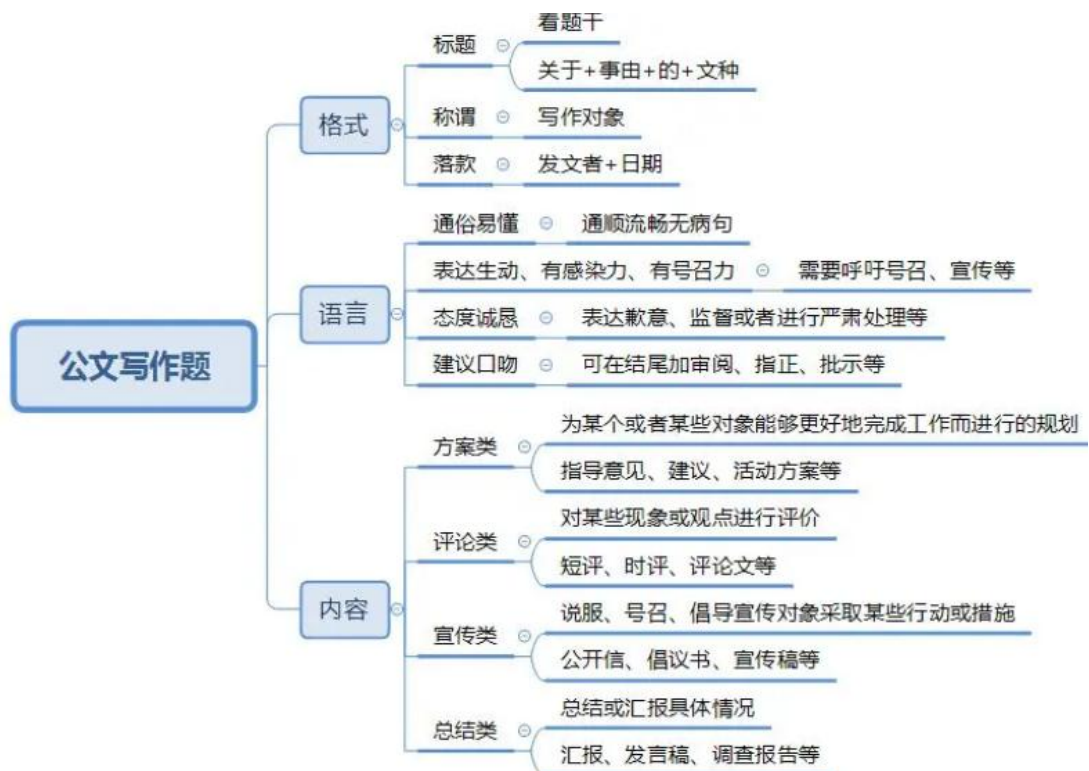 公文写作题
格式
标题
看题干
关于+事由+的+文种
称谓
写作对象
落款
发文者+日期
语言
通俗易懂
通顺流畅无病句
表达生动、有感染力、有号召力
需要呼吁号召、宣传等
态度诚恳
表达歉意、监督或者进行严肃处理等
建议口吻
可在结尾加审阅、指正、批示等
内容
方案类
为某个或者某些对象能够更好地完成工作而进行的规划
指导意见、建议、活动方案等
评论类
对某些现象或观点进行评价
短评、时评、评论文等
宣传类
说服、号召、倡导宣传对象采取某些行动或措施
公开信、倡议书、宣传稿等
总结类
总结或汇报具体情况
汇报、发言稿、调查报告等